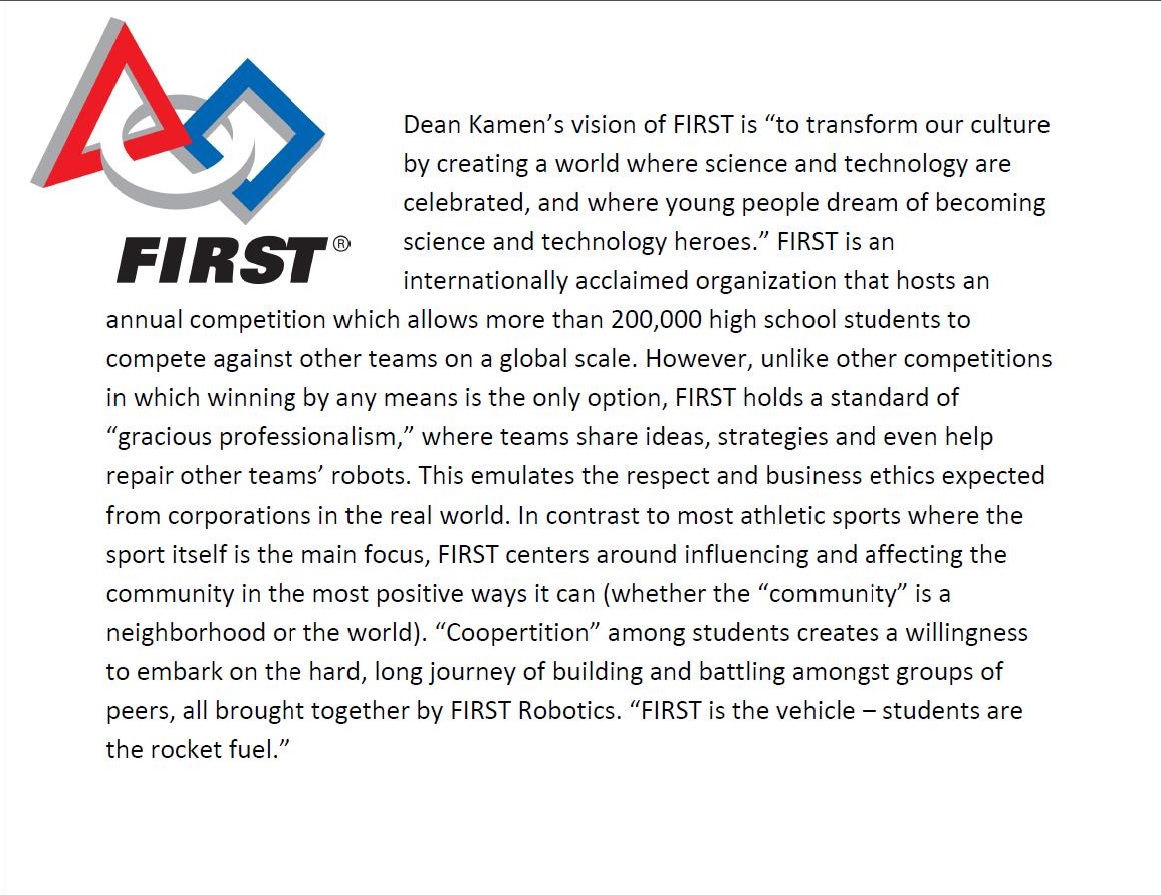 FIRST®
Dean Kamen’s vision of FIRST is “to transform our culture
by creating a world where science and technology are
celebrated, and where young people dream of becoming
science and technology heroes.” FIRST is an
internationally acclaimed organization that hosts an
annual competition which allows more than 200,000 high school students to
compete against other teams on a global scale. However, unlike other competitions
in which winning by any means is the only option, FIRST holds a standard of
“gracious professionalism,” where teams share ideas, strategies and even help
repair other teams’ robots. This emulates the respect and business ethics expected
from corporations in the real world. In contrast to most athletic sports where the
sport itself is the main focus, FIRST centers around influencing and affecting the
community in the most positive ways it can (whether the “community” is a
neighborhood or the world). “Coopertition” among students creates a willingness
to embark on the hard, long journey of building and battling amongst groups of
peers, all brought together by FIRST Robotics. “FIRST is the vehicle – students are
the rocket fuel.”